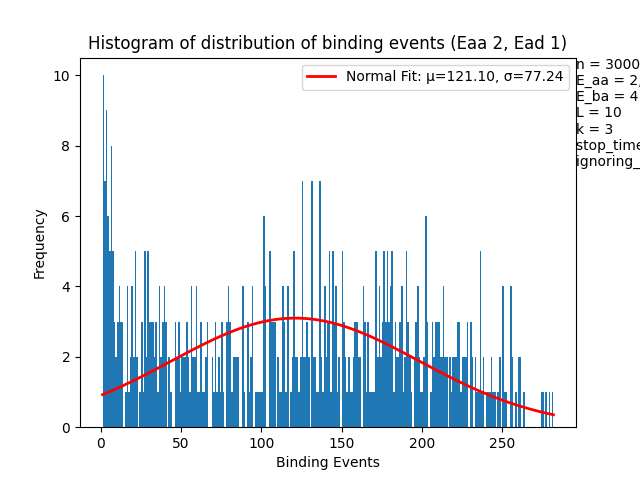 Histogram of distribution of binding events (Eaa 2, Ead 1)
Normal Fit: μ=121.10, σ=77.24
n = 3000
E_aa = 2,
E_ba = 4
L = 10
k = 3
stop_time
ignoring_
Frequency
10
8
6
4
2
0
0 50 100 150 200 250
Binding Events